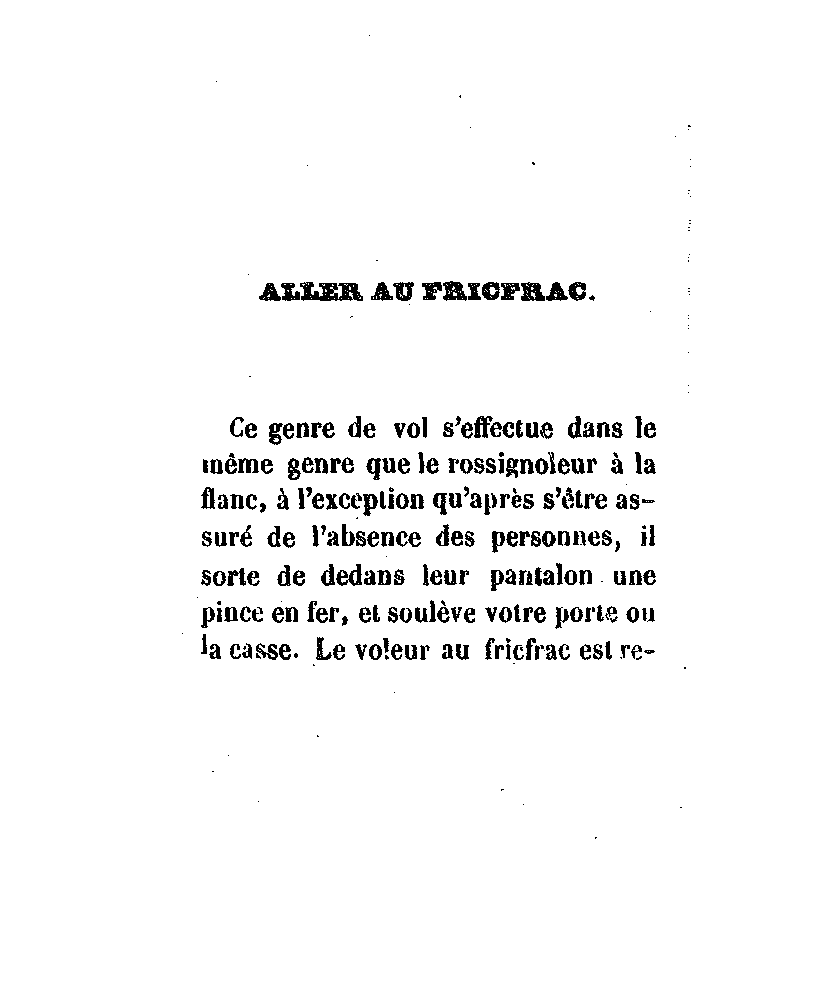 ALLER AU FRICFRAC.
Ce genre de vol s'effectue dans le
même genre que le rossignoleur à la
flanc, à l'exception qu'après s'être as-
suré de l'absence des personnes, il
sorte de dedans leur pantalon une
pince en fer, et soulève votre porte ou
la casse. Le voleur au fricfrac est re-